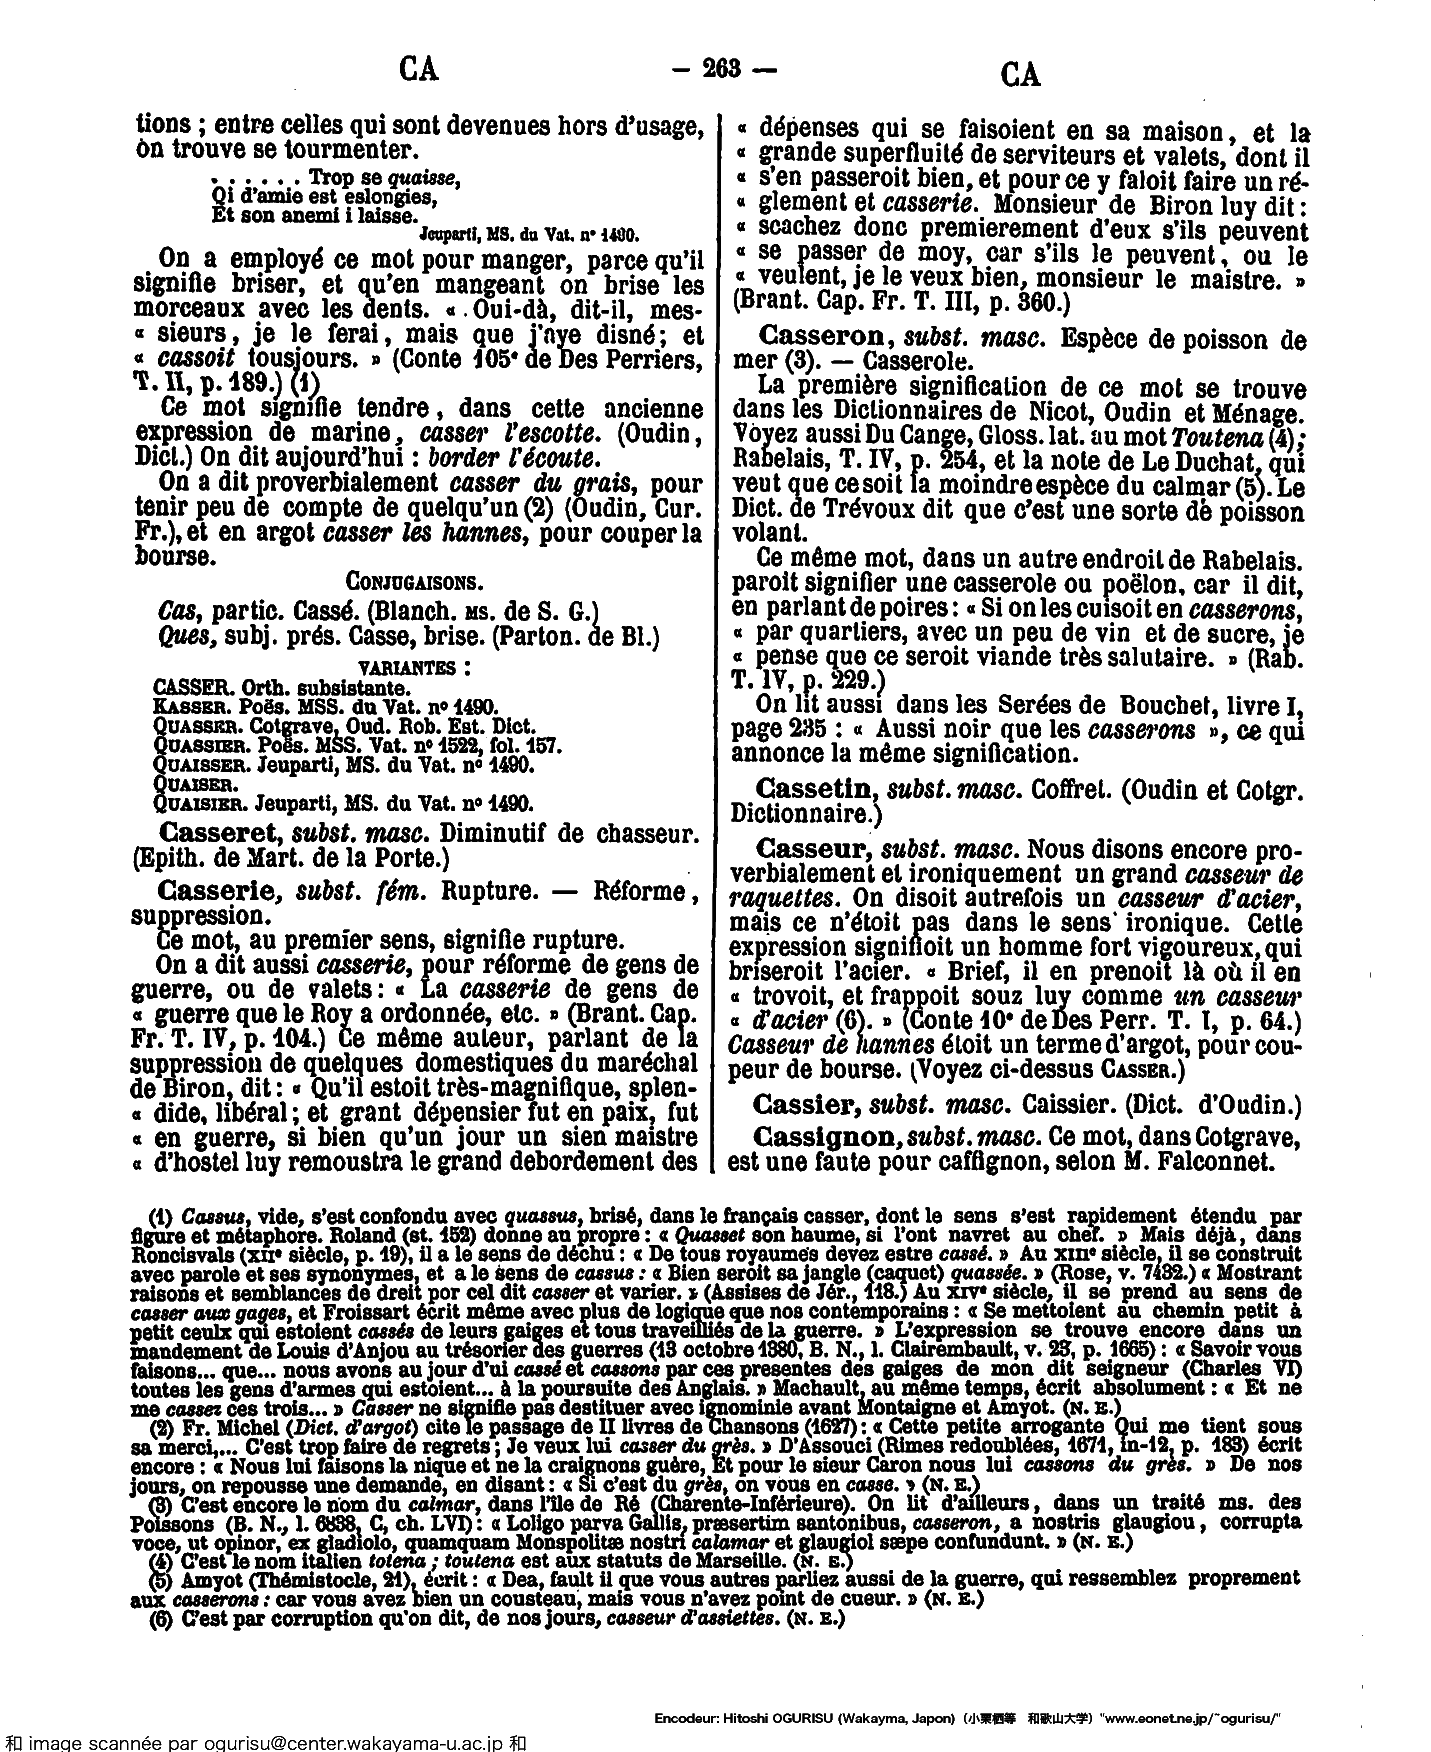 CA
— 263 —
CA
tions ; entre celles qui sont devenues hors d'usage,
on trouve se tourmenter.
. . . . . . Trop se quaisse,
Qi d'amie est eslongies,
Et son anemi i laisse.
Jeuparti, MS. du Vat. nº 1490.
On a employé ce mot pour manger, parce qu'il
signifie briser, et qu'en mangeant on brise les
morceaux avec les dents. « Oui-dà, dit-il, mes-
« sieurs, je le ferai, mais que j'aye disné; et
« cassoit tousjours. » (Conte 105ᵉ de Des Perriers,
T. II, p. 189.) (1)
Ce mot signifie tendre, dans cette ancienne
expression de marine, casser l'escotte. (Oudin,
Dict.) On dit aujourd'hui : border l'écoute.
On a dit proverbialement casser du grais, pour
tenir peu de compte de quelqu'un (2) (Oudin, Cur.
Fr.), et en argot casser les hannes, pour couper la
bourse.
CONJUGAISONS.
Cas, partic. Cassé. (Blanch. MS. de S. G.)
Ques, subj. prés. Casse, brise. (Parton. de Bl.)
VARIANTES :
CASSER. Orth. subsistante.
KASSER. Poës. MSS. du Vat. nº 1490.
QUASSER. Cotgrave, Oud. Rob. Est. Dict.
QUASSIER. Poës. MSS. Vat. nº 1522, fol. 157.
QUAISSER. Jeuparti, MS. du Vat. nº 1490.
QUAISER.
QUAISIER. Jeuparti, MS. du Vat. nº 1490.
Casseret, subst. masc. Diminutif de chasseur.
(Epith. de Mart. de la Porte.)
Casserie, subst. fém. Rupture. — Réforme,
suppression.
Ce mot, au premier sens, signifie rupture.
On a dit aussi casserie, pour réforme de gens de
guerre, ou de valets : « La casserie de gens de
« guerre que le Roy a ordonnée, etc. » (Brant. Cap.
Fr. T. IV, p. 104.) Ce même auteur, parlant de la
suppression de quelques domestiques du maréchal
de Biron, dit : « Qu'il estoit très-magnifique, splen-
« dide, libéral ; et grant dépensier fut en paix, fut
« en guerre, si bien qu'un jour un sien maistre
« d'hostel luy remoustra le grand debordement des
« dépenses qui se faisoient en sa maison, et la
« grande superfluité de serviteurs et valets, dont il
« s'en passeroit bien, et pour ce y faloit faire un ré-
« glement et casserie. Monsieur de Biron luy dit :
« scachez donc premierement d'eux s'ils peuvent
« se passer de moy, car s'ils le peuvent, ou le
« veulent, je le veux bien, monsieur le maistre. »
(Brant. Cap. Fr. T. III, p. 360.)
Casseron, subst. masc. Espèce de poisson de
mer (3). — Casserole.
La première signification de ce mot se trouve
dans les Dictionnaires de Nicot, Oudin et Ménage.
Voyez aussi Du Cange, Gloss. lat. au mot Toutena (4);
Rabelais, T. IV, p. 254, et la note de Le Duchat, qui
veut que ce soit la moindre espèce du calmar (5). Le
Dict. de Trévoux dit que c'est une sorte de poisson
volant.
Ce même mot, dans un autre endroit de Rabelais.
paroit signifier une casserole ou poëlon, car il dit,
en parlant de poires : « Si on les cuisoit en casserons,
« par quartiers, avec un peu de vin et de sucre, je
« pense que ce seroit viande très salutaire. » (Rab.
T. IV, p. 229.)
On lit aussi dans les Serées de Bouchet, livre I,
page 235 : « Aussi noir que les casserons », ce qui
annonce la même signification.
Cassetin, subst. masc. Coffret. (Oudin et Cotgr.
Dictionnaire.)
Casseur, subst. masc. Nous disons encore pro-
verbialement et ironiquement un grand casseur de
raquettes. On disoit autrefois un casseur d'acier,
mais ce n'étoit pas dans le sens ironique. Cette
expression signifioit un homme fort vigoureux, qui
briseroit l'acier. « Brief, il en prenoit là où il en
« trovoit, et frappoit souz luy comme un casseur
« d'acier (6). » (Conte 10ᵉ de Des Perr. T. I, p. 64.)
Casseur de hannes étoit un terme d'argot, pour cou-
peur de bourse. (Voyez ci-dessus CASSER.)
Cassier, subst. masc. Caissier. (Dict. d'Oudin.)
Cassignon, subst. masc. Ce mot, dans Cotgrave,
est une faute pour caffignon, selon M. Falconnet.
(1) Cassus, vide, s'est confondu avec quassus, brisé, dans le français casser, dont le sens s'est rapidement étendu par
figure et métaphore. Roland (st. 152) donne au propre : « Quasset son haume, si l'ont navret au chef. » Mais déjà, dans
Roncisvals (XIIᵉ siècle, p. 19), il a le sens de déchu : « De tous royaumes devez estre cassé. » Au XIIIᵉ siècle, il se construit
avec parole et ses synonymes, et a le sens de cassus : « Bien seroit sa jangle (caquet) quassée. » (Rose, v. 7432.) « Mostrant
raisons et semblances de dreit por cel dit casser et varier. » (Assises de Jér., 118.) Au XIVᵉ siècle, il se prend au sens de
casser aux gages, et Froissart écrit même avec plus de logique que nos contemporains : « Se mettoient au chemin petit à
petit ceulx qui estoient cassés de leurs gaiges et tous traveilliés de la guerre. » L'expression se trouve encore dans un
mandement de Louis d'Anjou au trésorier des guerres (13 octobre 1380, B. N., l. Clairembault, v. 23, p. 1665) : « Savoir vous
faisons... que... nous avons au jour d'ui cassé et cassons par ces presentes des gaiges de mon dit seigneur (Charles VI)
toutes les gens d'armes qui estoient... à la poursuite des Anglais. » Machault, au même temps, écrit absolument : « Et ne
me cassez ces trois... » Casser ne signifie pas destituer avec ignominie avant Montaigne et Amyot. (N. E.)
(2) Fr. Michel (Dict. d'argot) cite le passage de II livres de Chansons (1627) : « Cette petite arrogante Qui me tient sous
sa merci,... C'est trop faire de regrets ; Je veux lui casser du grès. » D'Assouci (Rimes redoublées, 1671, in-12, p. 183) écrit
encore : « Nous lui faisons la nique et ne la craignons guère, Et pour le sieur Caron nous lui cassons du grès. » De nos
jours, on repousse une demande, en disant : « Si c'est du grès, on vous en casse. » (N. E.)
(3) C'est encore le nom du calmar, dans l'île de Ré (Charente-Inférieure). On lit d'ailleurs, dans un traité ms. des
Poissons (B. N., l. 6838, C, ch. LVI) : « Loligo parva Gallis, præsertim santonibus, casseron, a nostris glaugiou, corrupta
voce, ut opinor, ex gladiolo, quamquam Monspolitæ nostri calamar et glaugiol sæpe confundunt. » (N. E.)
(4) C'est le nom italien totena ; toutena est aux statuts de Marseille. (N. E.)
(5) Amyot (Thémistocle, 21), écrit : « Dea, fault il que vous autres parliez aussi de la guerre, qui ressemblez proprement
aux casserons : car vous avez bien un cousteau, mais vous n'avez point de cueur. » (N. E.)
(6) C'est par corruption qu'on dit, de nos jours, casseur d'assiettes. (N. E.)
Encodeur: Hitoshi OGURISU (Wakayma, Japon) (小栗栖等 和歌山大学) "www.eonet.ne.jp/~ogurisu/"
和 image scannée par ogurisu@center.wakayama-u.ac.jp 和